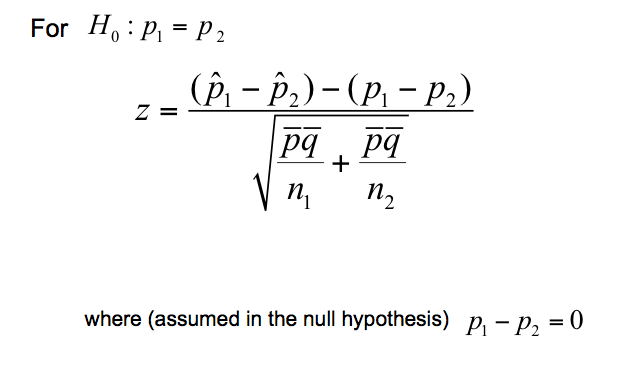 For H₀ : p₁ = p₂
z = ((p̂₁ − p̂₂) − (p₁ − p₂)) / √(p̅q̅/n₁ + p̅q̅/n₂)
where (assumed in the null hypothesis) p₁ − p₂ = 0